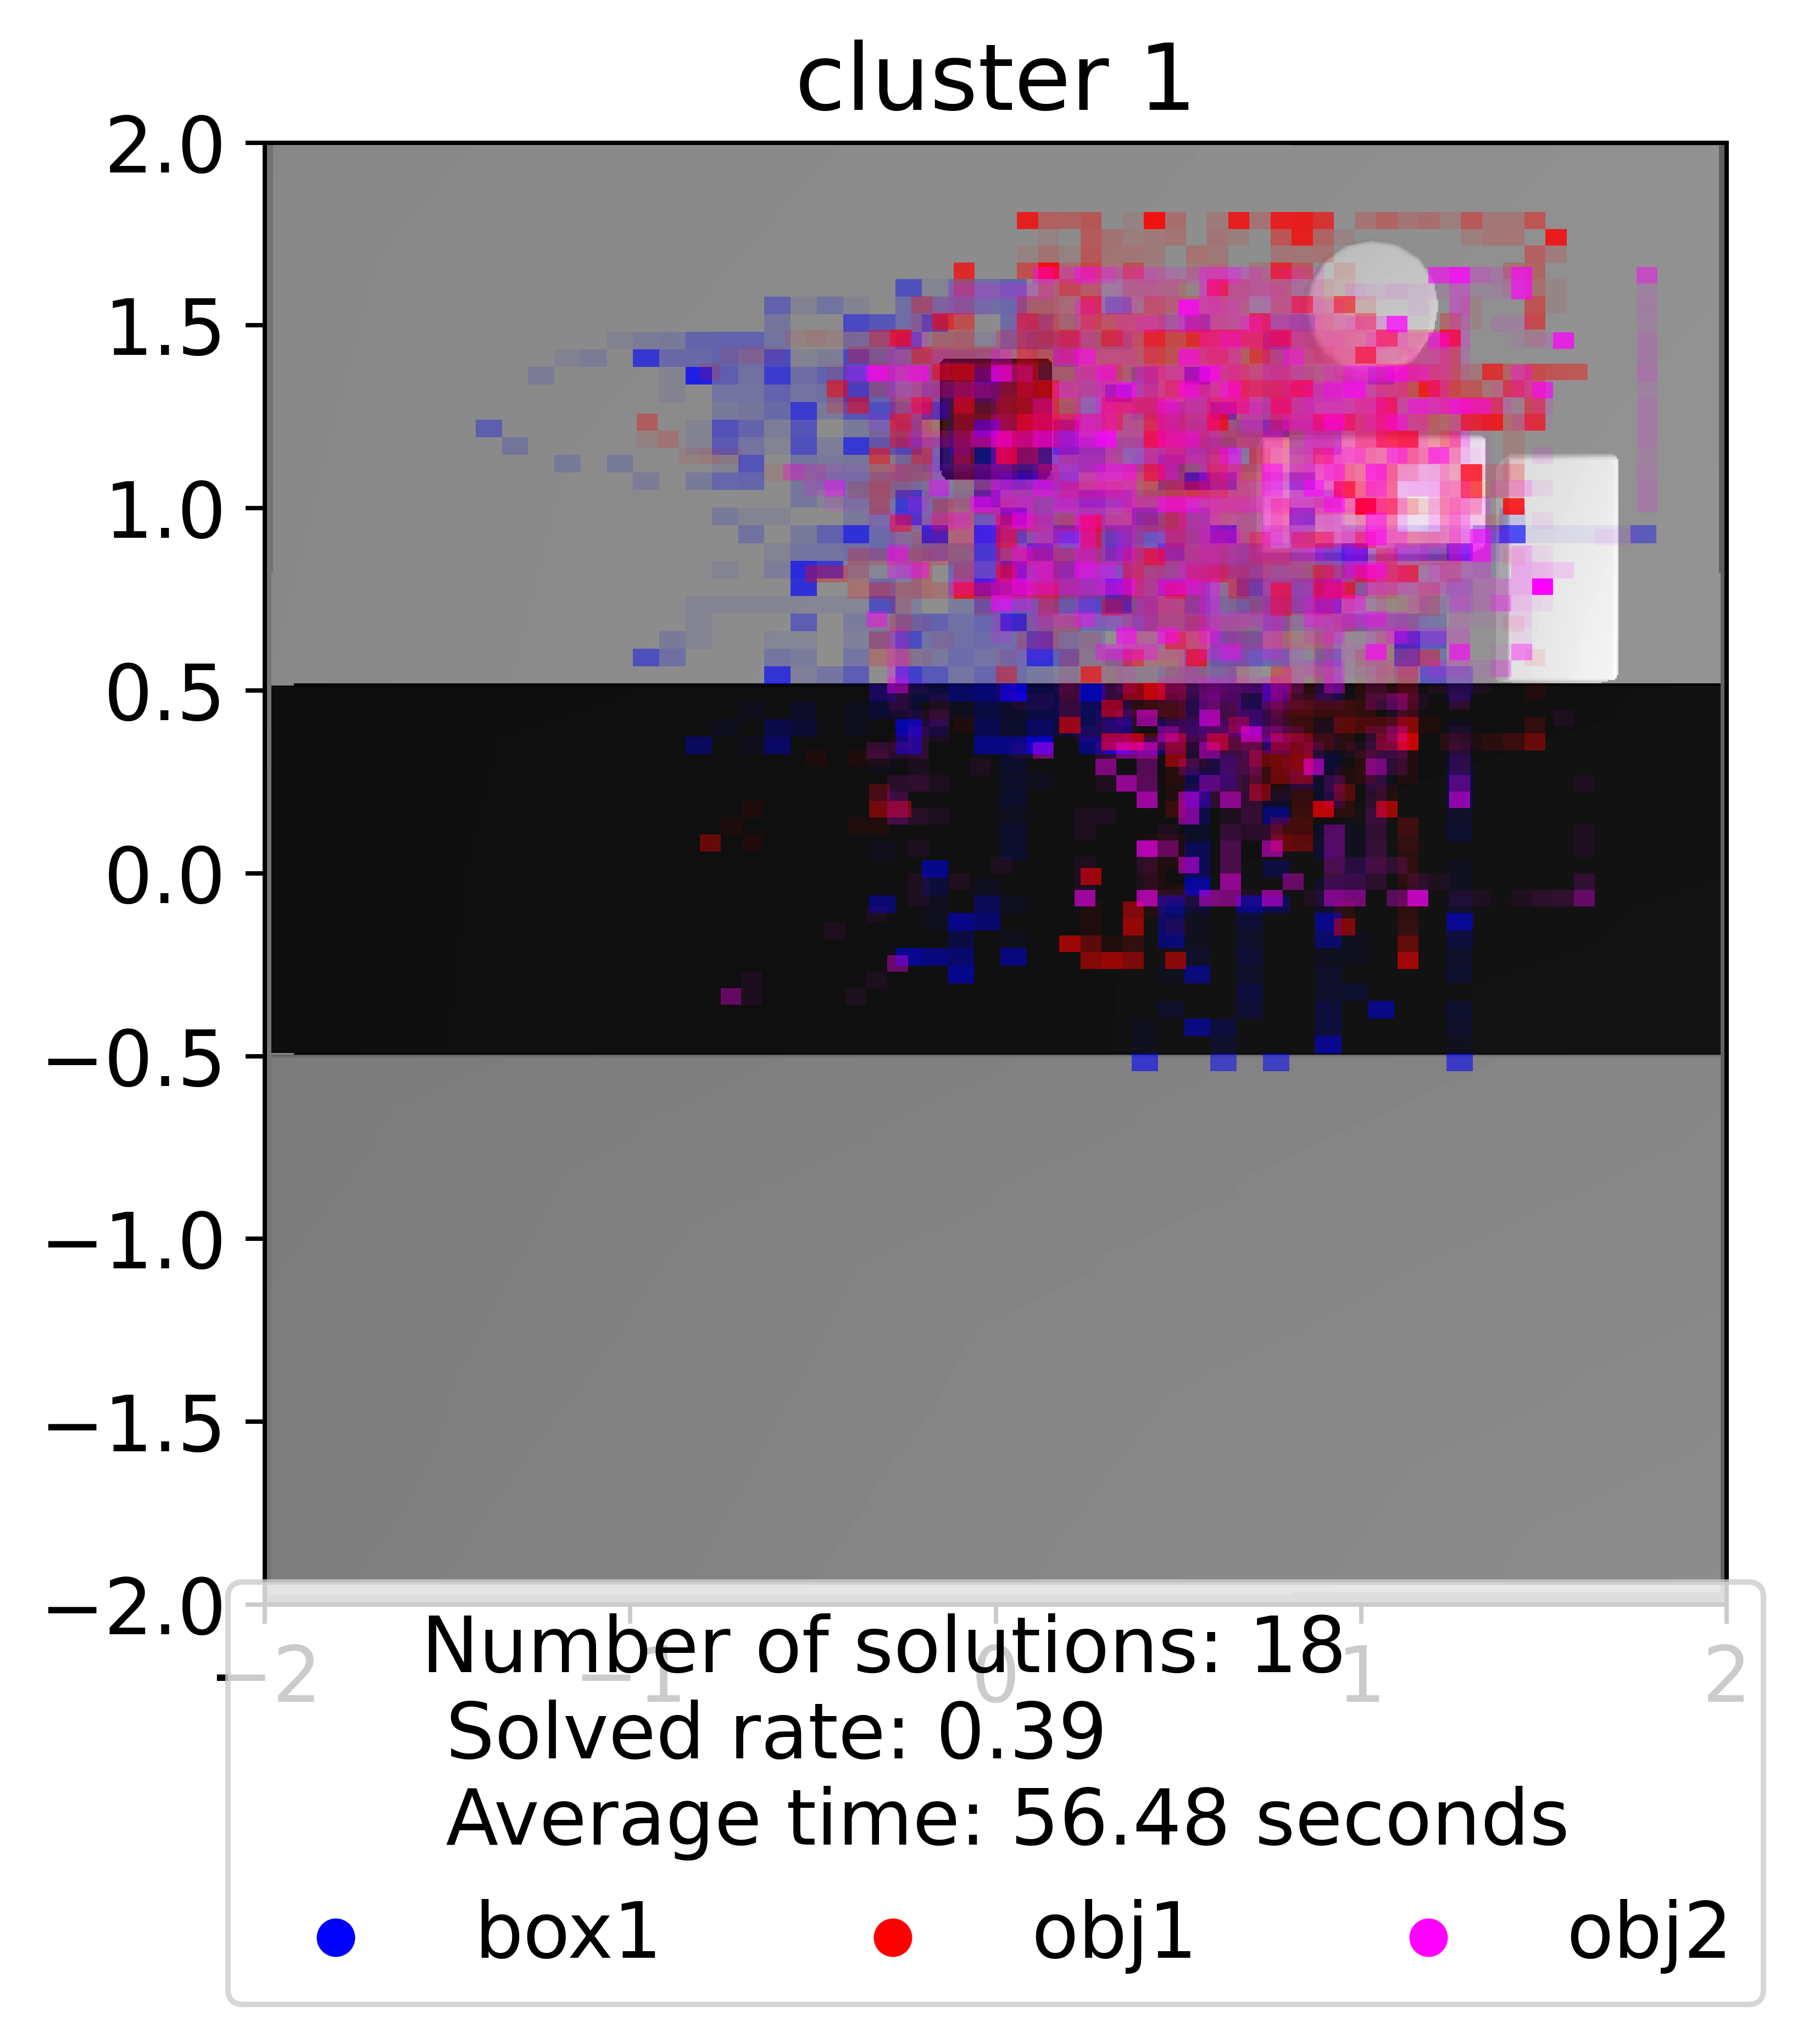 cluster 1
2.0
1.5
1.0
0.5
0.0
−0.5
−1.0
−1.5
−2.0
−2 −1 0 1 2
Number of solutions: 18
Solved rate: 0.39
Average time: 56.48 seconds
box1 obj1 obj2